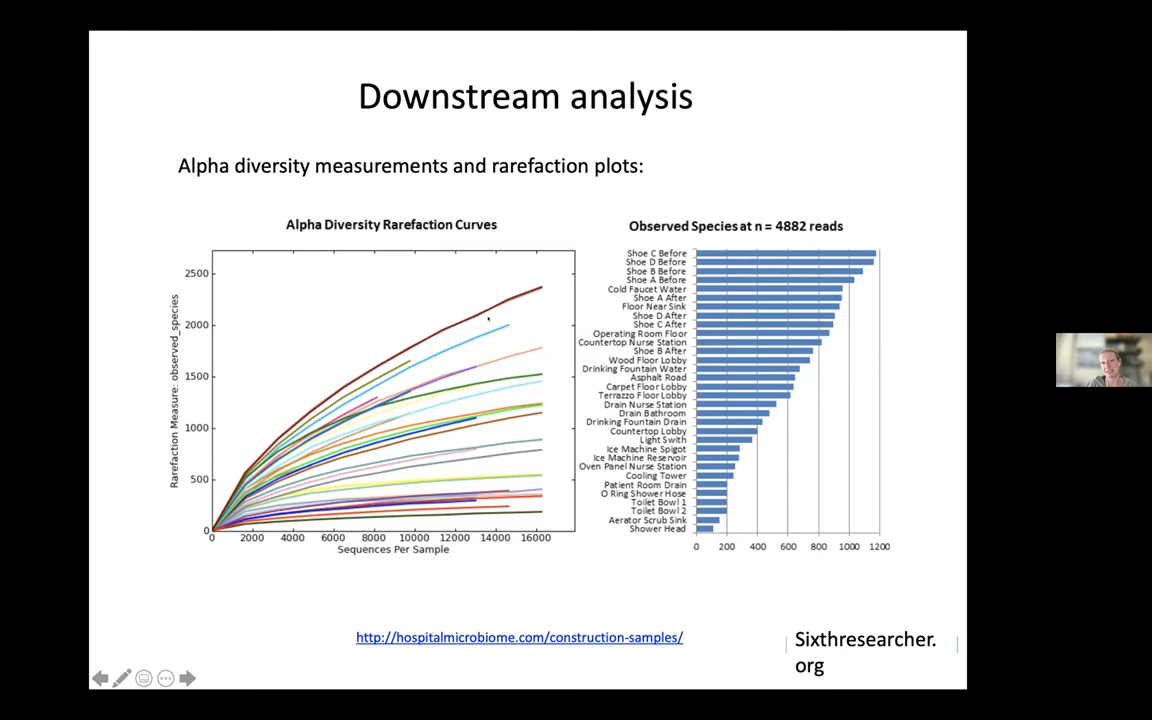 Downstream analysis
Alpha diversity measurements and rarefaction plots:
Alpha Diversity Rarefaction Curves
Rarefaction Measure: observed_species
2500
2000
1500
1000
500
0
0 2000 4000 6000 8000 10000 12000 14000 16000
Sequences Per Sample
Observed Species at n = 4882 reads
Shoe C Before
Shoe D Before
Shoe B Before
Shoe A Before
Cold Faucet Water
Shoe A After
Floor Near Sink
Shoe D After
Shoe C After
Operating Room Floor
Countertop Nurse Station
Shoe B After
Wood Floor Lobby
Drinking Fountain Water
Asphalt Road
Carpet Floor Lobby
Terrazzo Floor Lobby
Drain Nurse Station
Drain Bathroom
Drinking Fountain Drain
Countertop Lobby
Light Swith
Ice Machine Spigot
Ice Machine Reservoir
Oven Panel Nurse Station
Cooling Tower
Patient Room Drain
O Ring Shower Hose
Toilet Bowl 1
Toilet Bowl 2
Aerator Scrub Sink
Shower Head
0 200 400 600 800 1000 1200
http://hospitalmicrobiome.com/construction-samples/
Sixthresearcher.
org